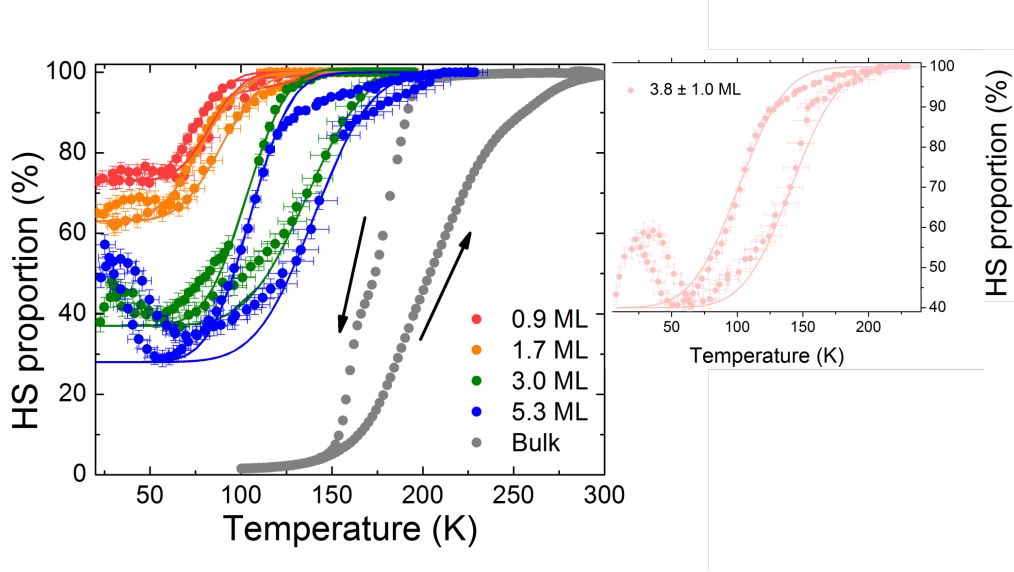 HS proportion (%)
100
80
60
40
20
0
50
100
150
200
250
300
Temperature (K)
0.9 ML
1.7 ML
3.0 ML
5.3 ML
Bulk
3.8 ± 1.0 ML
100
90
80
70
60
50
40
HS proportion (%)
50
100
150
200
Temperature (K)